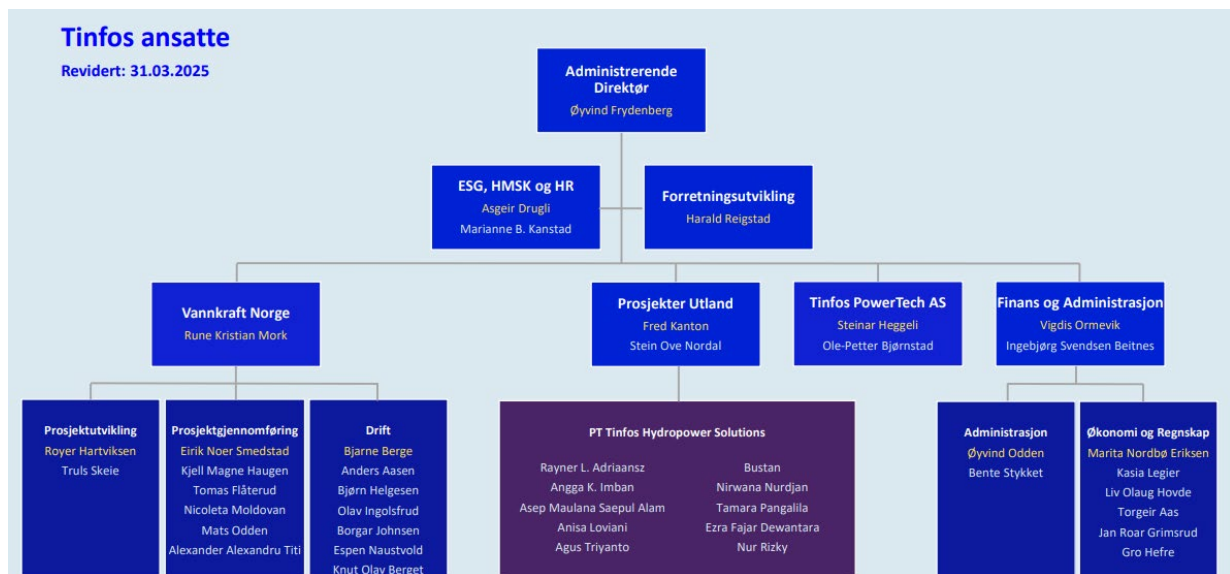 Tinfos ansatte
Revidert: 31.03.2025
Administrerende
Direktør
Øyvind Frydenberg
ESG, HMSK og HR
Asgeir Drugli
Marianne B. Kanstad
Forretningsutvikling
Harald Reigstad
Vannkraft Norge
Rune Kristian Mork
Prosjekter Utland
Fred Kanton
Stein Ove Nordal
Tinfos PowerTech AS
Steinar Heggeli
Ole-Petter Bjørnstad
Finans og Administrasjon
Vigdis Ormevik
Ingebjørg Svendsen Beitnes
Prosjektutvikling
Royer Hartviksen
Truls Skeie
Prosjektgjennomføring
Eirik Noer Smedstad
Kjell Magne Haugen
Tomas Flåterud
Nicoleta Moldovan
Mats Odden
Alexander Alexandru Titi
Drift
Bjarne Berge
Anders Aasen
Bjørn Helgesen
Olav Ingolfsrud
Borgar Johnsen
Espen Naustvold
Knut Olav Berget
PT Tinfos Hydropower Solutions
Rayner L. Adriaansz
Angga K. Imban
Asep Maulana Saepul Alam
Anisa Loviani
Agus Triyanto
Bustan
Nirwana Nurdjan
Tamara Pangalila
Ezra Fajar Dewantara
Nur Rizky
Administrasjon
Øyvind Odden
Bente Stykket
Økonomi og Regnskap
Marita Nordbø Eriksen
Kasia Legier
Liv Olaug Hovde
Torgeir Aas
Jan Roar Grimsrud
Gro Hefre